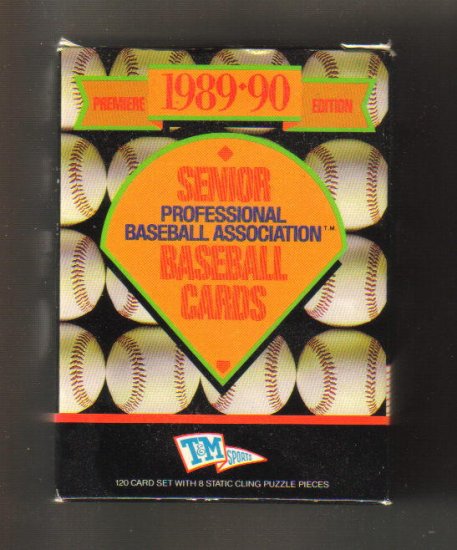 PREMIERE 1989•90 EDITION
SENIOR
PROFESSIONAL
BASEBALL ASSOCIATION™
BASEBALL
CARDS
T&M SPORTS
120 CARD SET WITH 8 STATIC CLING PUZZLE PIECES